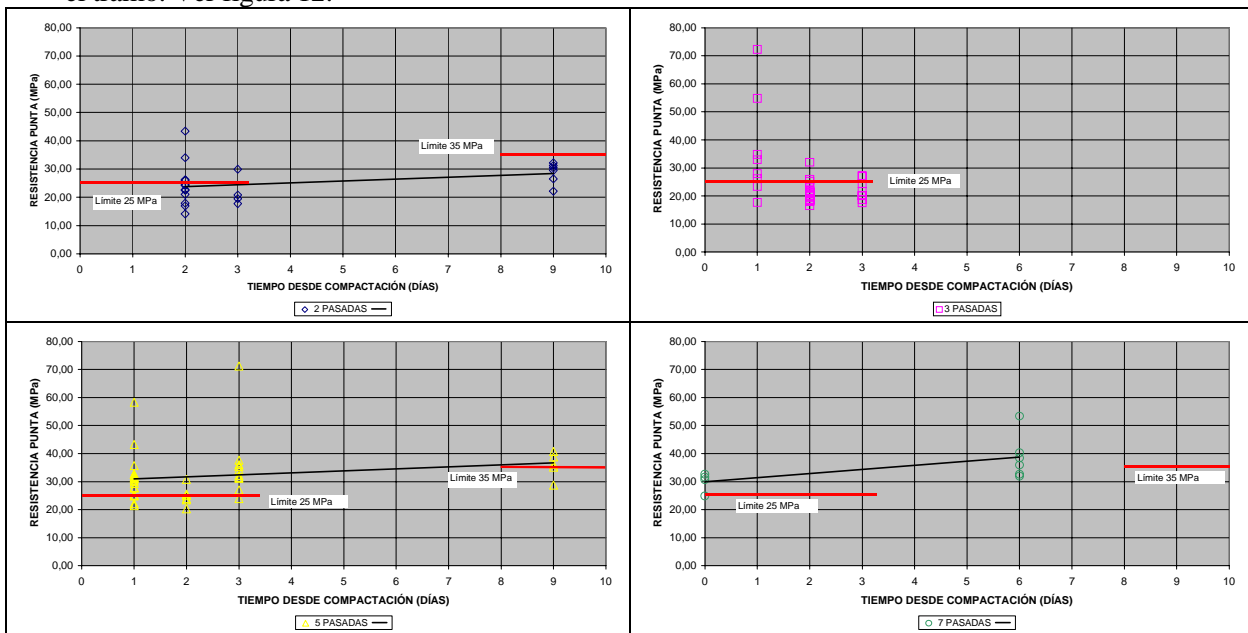 el tramo. Ver figura 12.
80,00
70,00
60,00
50,00
40,00
30,00
20,00
10,00
0,00
RESISTENCIA PUNTA (MPa)
Límite 25 MPa
Límite 35 MPa
0 1 2 3 4 5 6 7 8 9 10
TIEMPO DESDE COMPACTACIÓN (DÍAS)
2 PASADAS
80,00
70,00
60,00
50,00
40,00
30,00
20,00
10,00
0,00
RESISTENCIA PUNTA (MPa)
Límite 25 MPa
0 1 2 3 4 5 6 7 8 9 10
TIEMPO DESDE COMPACTACIÓN (DÍAS)
3 PASADAS
80,00
70,00
60,00
50,00
40,00
30,00
20,00
10,00
0,00
RESISTENCIA PUNTA (MPa)
Límite 25 MPa
Límite 35 MPa
0 1 2 3 4 5 6 7 8 9 10
TIEMPO DESDE COMPACTACIÓN (DÍAS)
5 PASADAS
80,00
70,00
60,00
50,00
40,00
30,00
20,00
10,00
0,00
RESISTENCIA PUNTA (MPa)
Límite 25 MPa
Límite 35 MPa
0 1 2 3 4 5 6 7 8 9 10
TIEMPO DESDE COMPACTACIÓN (DÍAS)
7 PASADAS